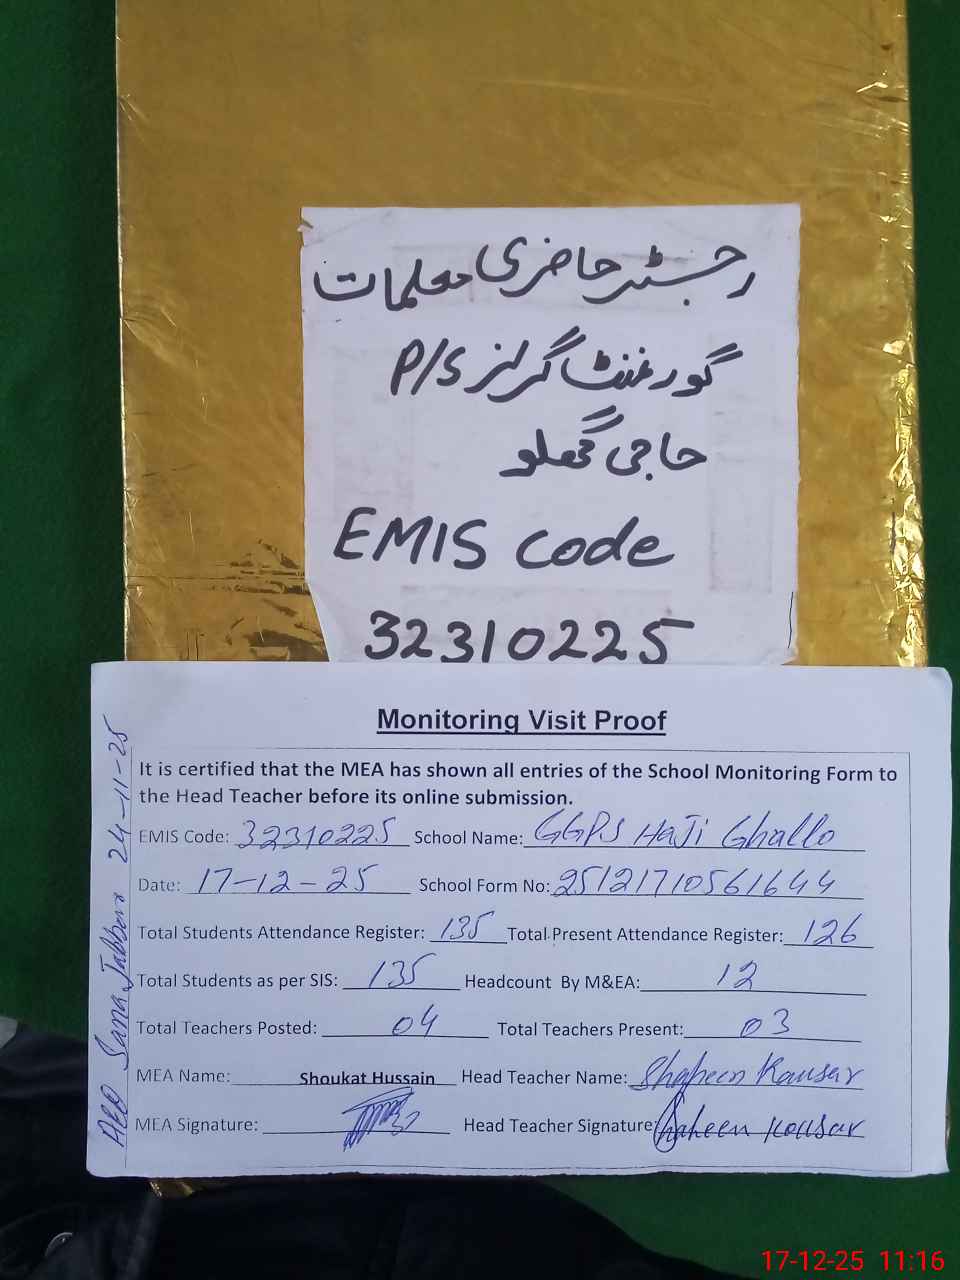 رجسٹر حاضری معلمات
گورنمنٹ گرلز P/S
حاجی گھلو
EMIS code
32310225
Monitoring Visit Proof
It is certified that the MEA has shown all entries of the School Monitoring Form to
the Head Teacher before its online submission.
EMIS Code: 32310225 School Name: GGPS HaJi Ghallo
Date: 17-12-25 School Form No: 25121710561644
Total Students Attendance Register: 135 Total Present Attendance Register: 126
Total Students as per SIS: 135 Headcount By M&EA: 12
Total Teachers Posted: 04 Total Teachers Present: 03
MEA Name: Shoukat Hussain Head Teacher Name: Shaheen Kausar
MEA Signature: Head Teacher Signature: Shaheen Kousar
AEO Sana Jabbar 24-11-25
17-12-25 11:16